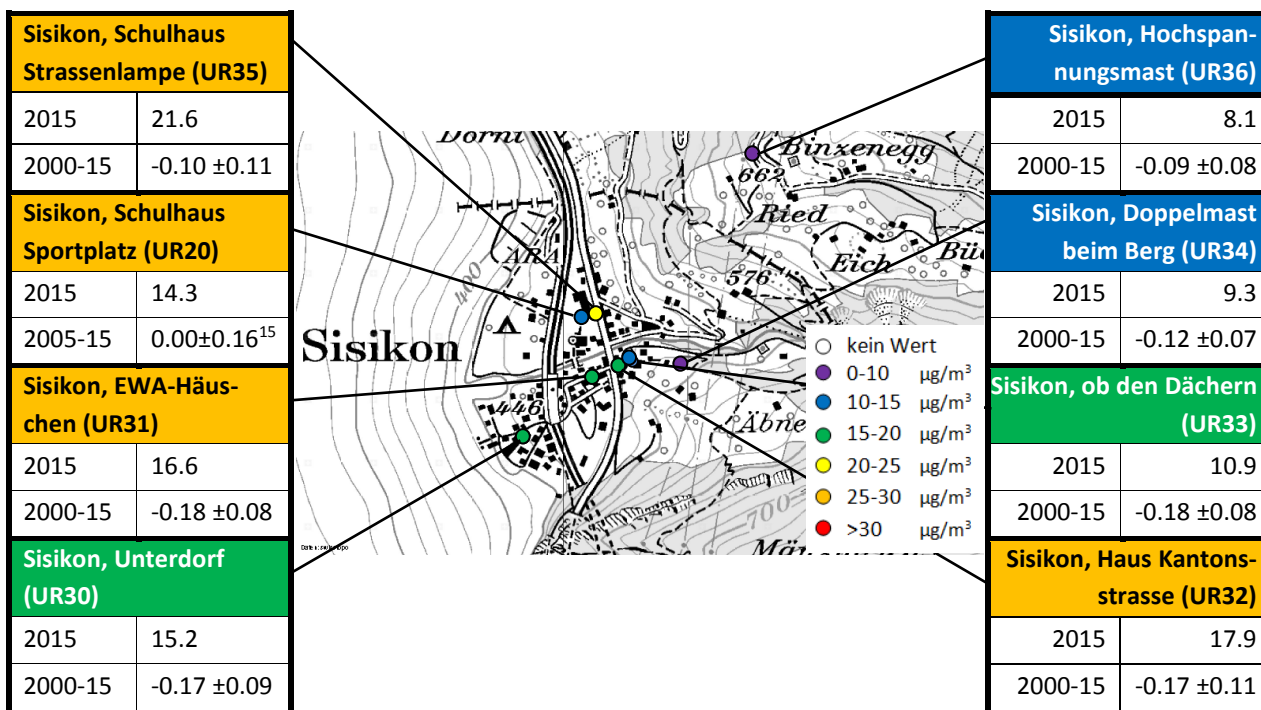 Sisikon, Schulhaus
Strassenlampe (UR35)
2015 21.6
2000-15 -0.10 ±0.11
Sisikon, Schulhaus
Sportplatz (UR20)
2015 14.3
2005-15 0.00±0.16¹⁵
Sisikon, EWA-Häus-
chen (UR31)
2015 16.6
2000-15 -0.18 ±0.08
Sisikon, Unterdorf
(UR30)
2015 15.2
2000-15 -0.17 ±0.09
Dorni
Binzenegg
662
Ried
ARA
400
Eich
576
Sisikon
446
Äbne
700
kein Wert
0-10 µg/m³
10-15 µg/m³
15-20 µg/m³
20-25 µg/m³
25-30 µg/m³
>30 µg/m³
Sisikon, Hochspan-
nungsmast (UR36)
2015 8.1
2000-15 -0.09 ±0.08
Sisikon, Doppelmast
beim Berg (UR34)
2015 9.3
2000-15 -0.12 ±0.07
Sisikon, ob den Dächern
(UR33)
2015 10.9
2000-15 -0.18 ±0.08
Sisikon, Haus Kantons-
strasse (UR32)
2015 17.9
2000-15 -0.17 ±0.11